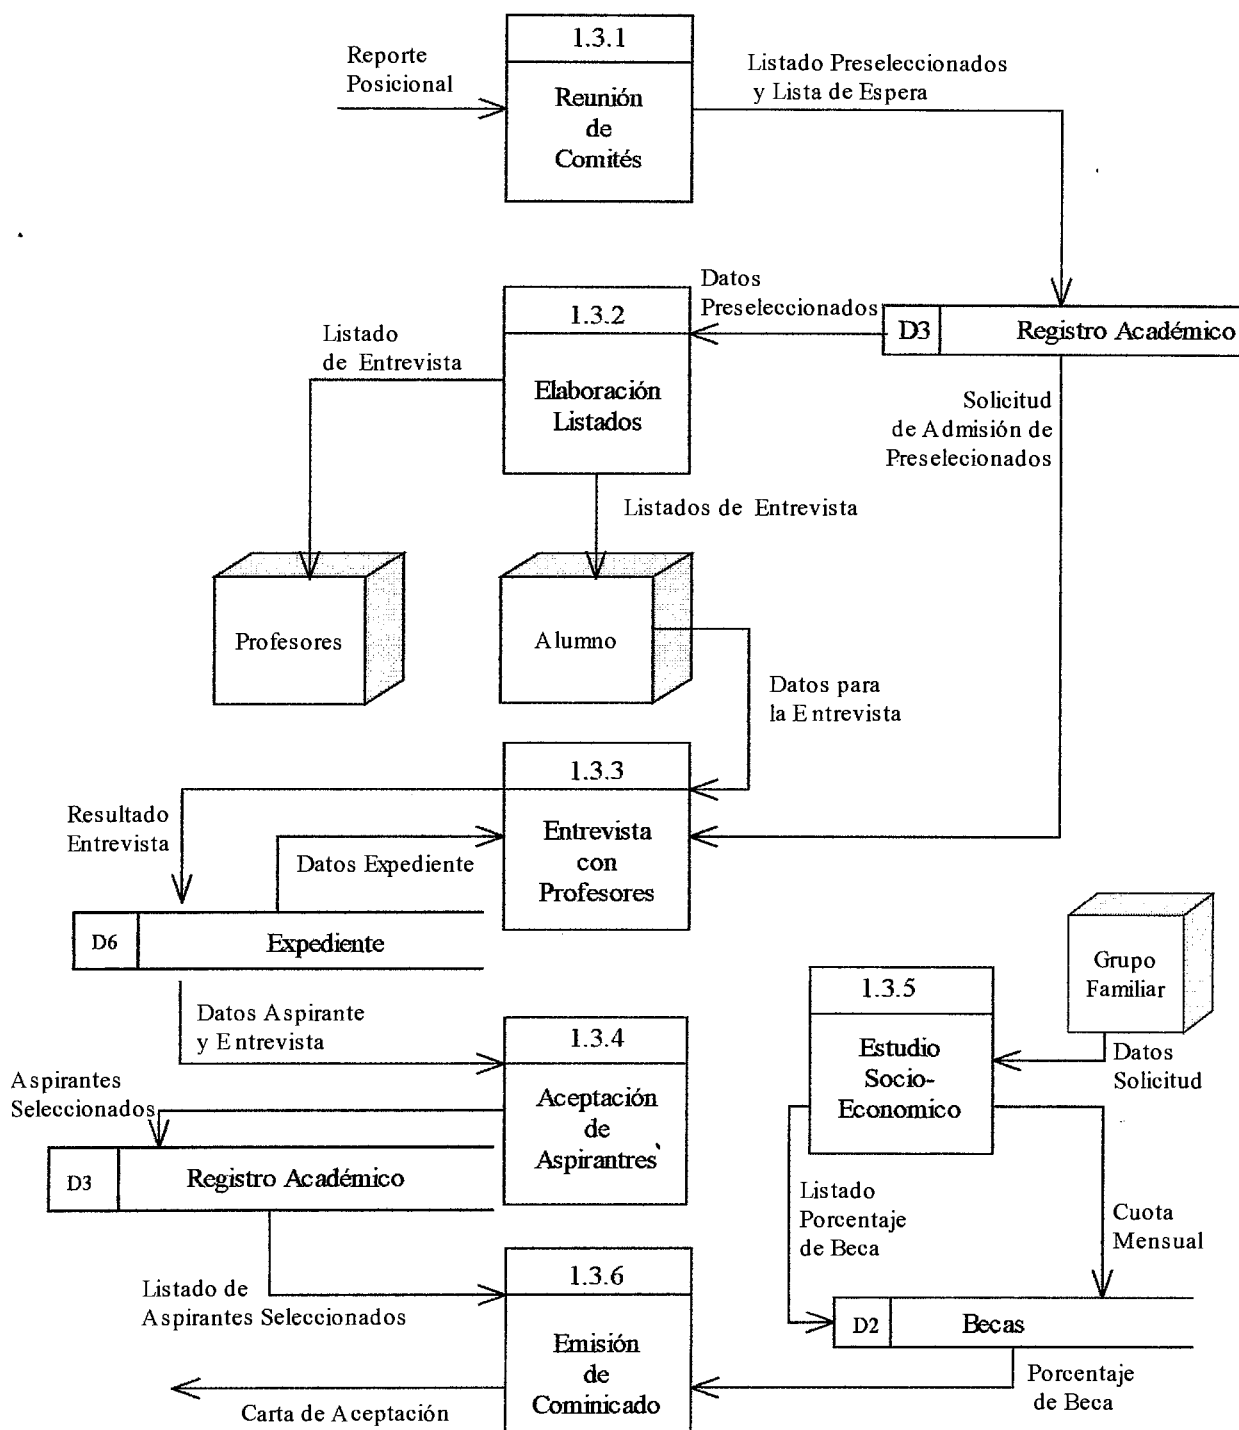 1.3.1
Reporte
Posicional
Reunión
de
Comités
Listado Preseleccionados
y Lista de Espera
Datos
Preseleccionados
D3
Registro Académico
1.3.2
Elaboración
Listados
Listado
de Entrevista
Solicitud
de Admisión de
Preselecionados
Listados de Entrevista
Profesores
Alumno
Datos para
la Entrevista
1.3.3
Entrevista
con
Profesores
Resultado
Entrevista
Datos Expediente
D6
Expediente
Grupo
Familiar
Datos Aspirante
y Entrevista
1.3.4
Aceptación
de
Aspirantres
1.3.5
Estudio
Socio-
Economico
Datos
Solicitud
Aspirantes
Seleccionados
D3
Registro Académico
Listado
Porcentaje
de Beca
Cuota
Mensual
Listado de
Aspirantes Seleccionados
1.3.6
Emisión
de
Cominicado
D2
Becas
Porcentaje
de Beca
Carta de Aceptación